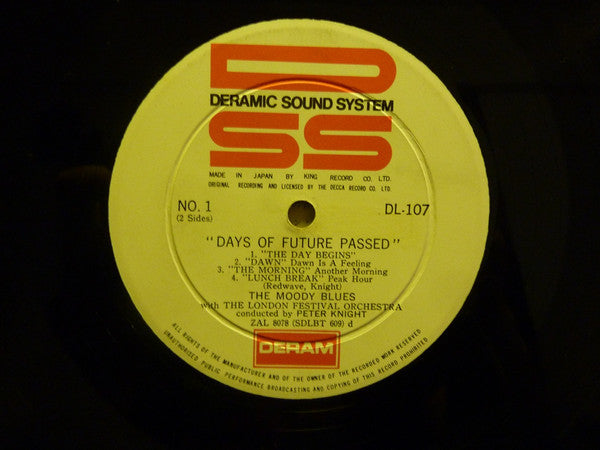 D
DERAMIC SOUND SYSTEM
SS
MADE IN JAPAN BY KING RECORD CO. LTD.
ORIGINAL RECORDING AND LICENSED BY THE DECCA RECORD CO. LTD.
NO. 1
(2 Sides)
DL-107
"DAYS OF FUTURE PASSED"
1. "THE DAY BEGINS"
2. "DAWN" Dawn Is A Feeling
3. "THE MORNING" Another Morning
4. "LUNCH BREAK" Peak Hour
(Redwave, Knight)
THE MOODY BLUES
with THE LONDON FESTIVAL ORCHESTRA
conducted by PETER KNIGHT
ZAL 8078 (SDLBT 609) d
DERAM
ALL RIGHTS OF THE MANUFACTURER AND OF THE OWNER OF THE RECORDED WORK RESERVED
UNAUTHORISED PUBLIC PERFORMANCE BROADCASTING AND COPYING OF THIS RECORD PROHIBITED